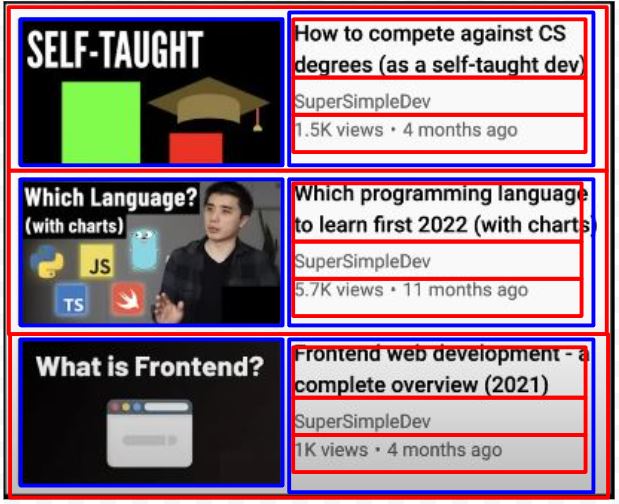 SELF-TAUGHT
How to compete against CS
degrees (as a self-taught dev)
SuperSimpleDev
1.5K views • 4 months ago
Which Language?
(with charts)
JS
TS
Which programming language
to learn first 2022 (with charts)
SuperSimpleDev
5.7K views • 11 months ago
What is Frontend?
Frontend web development - a
complete overview (2021)
SuperSimpleDev
1K views • 4 months ago